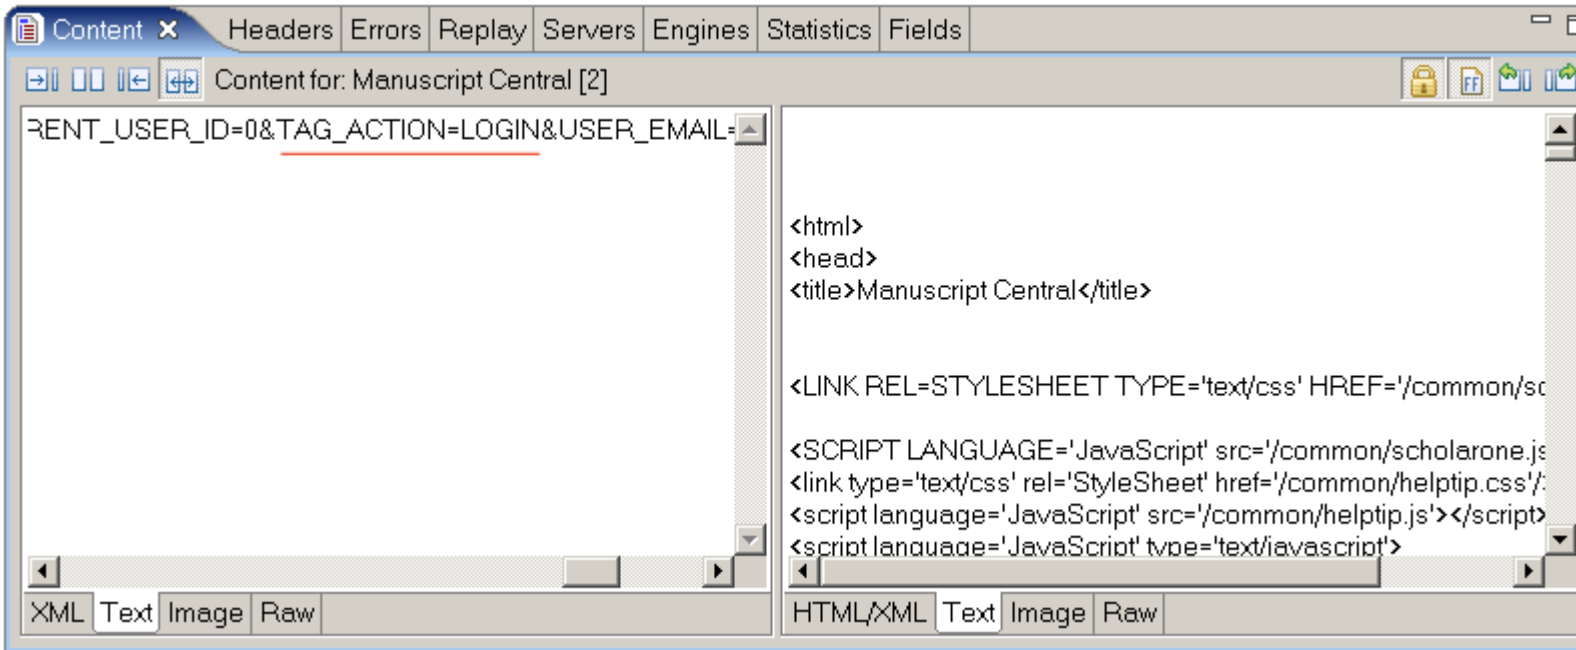 Content Headers Errors Replay Servers Engines Statistics Fields
Content for: Manuscript Central [2]
FF
RENT_USER_ID=0&TAG_ACTION=LOGIN&USER_EMAIL=
<html>
<head>
<title>Manuscript Central</title>
<LINK REL=STYLESHEET TYPE='text/css' HREF='/common/sc
<SCRIPT LANGUAGE='JavaScript' src='/common/scholarone.js
<link type='text/css' rel='StyleSheet' href='/common/helptip.css'/>
<script language='JavaScript' src='/common/helptip.js'></script>
<script language='JavaScript' type='text/javascript'>
XML Text Image Raw
HTML/XML Text Image Raw